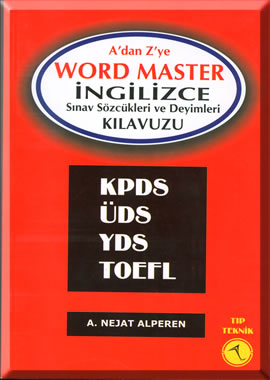 A'dan Z'ye
WORD MASTER
İNGİLİZCE
Sınav Sözcükleri ve Deyimleri
KILAVUZU
KPDS
ÜDS
YDS
TOEFL
A. NEJAT ALPEREN
TIP
TEKNİK